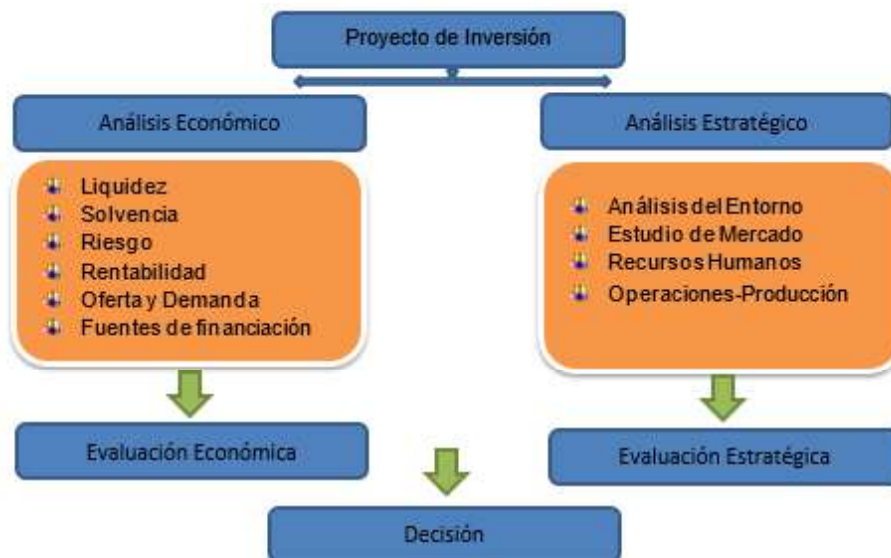 Proyecto de Inversión
Análisis Económico
Liquidez
Solvencia
Riesgo
Rentabilidad
Oferta y Demanda
Fuentes de financiación
Evaluación Económica
Análisis Estratégico
Análisis del Entorno
Estudio de Mercado
Recursos Humanos
Operaciones-Producción
Evaluación Estratégica
Decisión